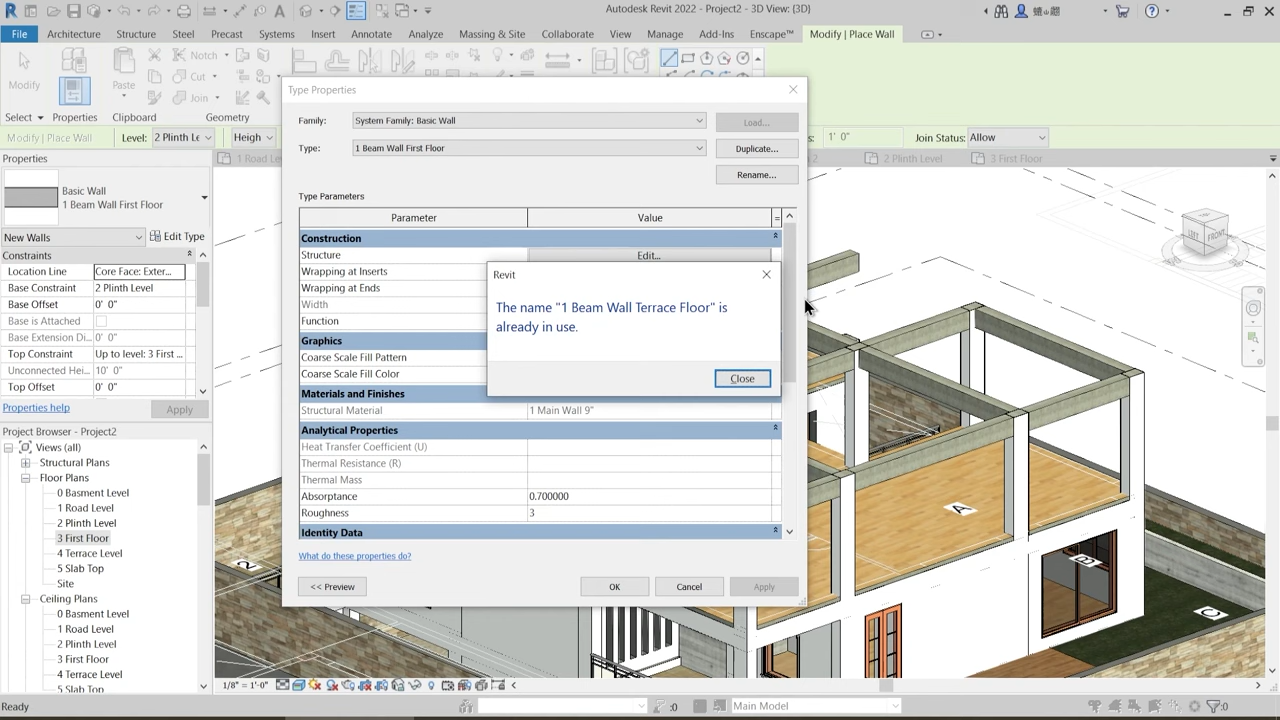 Autodesk Revit 2022 - Project2 - 3D View: {3D}
File
Architecture
Structure
Steel
Precast
Systems
Insert
Annotate
Analyze
Massing & Site
Collaborate
View
Manage
Add-Ins
Enscape™
Modify | Place Wall
Modify
Paste
Notch
Cut
Join
Select
Properties
Clipboard
Geometry
Modify | Place Wall
Level:
2 Plinth Le
Heigh
1' 0"
Join Status:
Allow
Properties
1 Road Le
2 Plinth Level
3 First Floor
Basic Wall
1 Beam Wall First Floor
New Walls
Edit Type
Constraints
Location Line
Core Face: Exter...
Base Constraint
2 Plinth Level
Base Offset
0' 0"
Base is Attached
Base Extension Di...
Top Constraint
Up to level: 3 First ...
Unconnected Hei...
10' 0"
Top Offset
0' 0"
Properties help
Apply
Project Browser - Project2
Views (all)
Structural Plans
Floor Plans
0 Basment Level
1 Road Level
2 Plinth Level
3 First Floor
4 Terrace Level
5 Slab Top
Site
Ceiling Plans
0 Basment Level
1 Road Level
2 Plinth Level
3 First Floor
4 Terrace Level
5 Slab Top
Type Properties
Family:
System Family: Basic Wall
Load...
Type:
1 Beam Wall First Floor
Duplicate...
Rename...
Type Parameters
Parameter
Value
=
Construction
Structure
Edit...
Wrapping at Inserts
Wrapping at Ends
Width
Function
Graphics
Coarse Scale Fill Pattern
Coarse Scale Fill Color
Materials and Finishes
Structural Material
1 Main Wall 9"
Analytical Properties
Heat Transfer Coefficient (U)
Thermal Resistance (R)
Thermal Mass
Absorptance
0.700000
Roughness
3
Identity Data
What do these properties do?
<< Preview
OK
Cancel
Apply
Revit
The name "1 Beam Wall Terrace Floor" is
already in use.
Close
LEFT
FRONT
A
B
C
2
1/8" = 1'-0"
Ready
:0
Main Model
:0